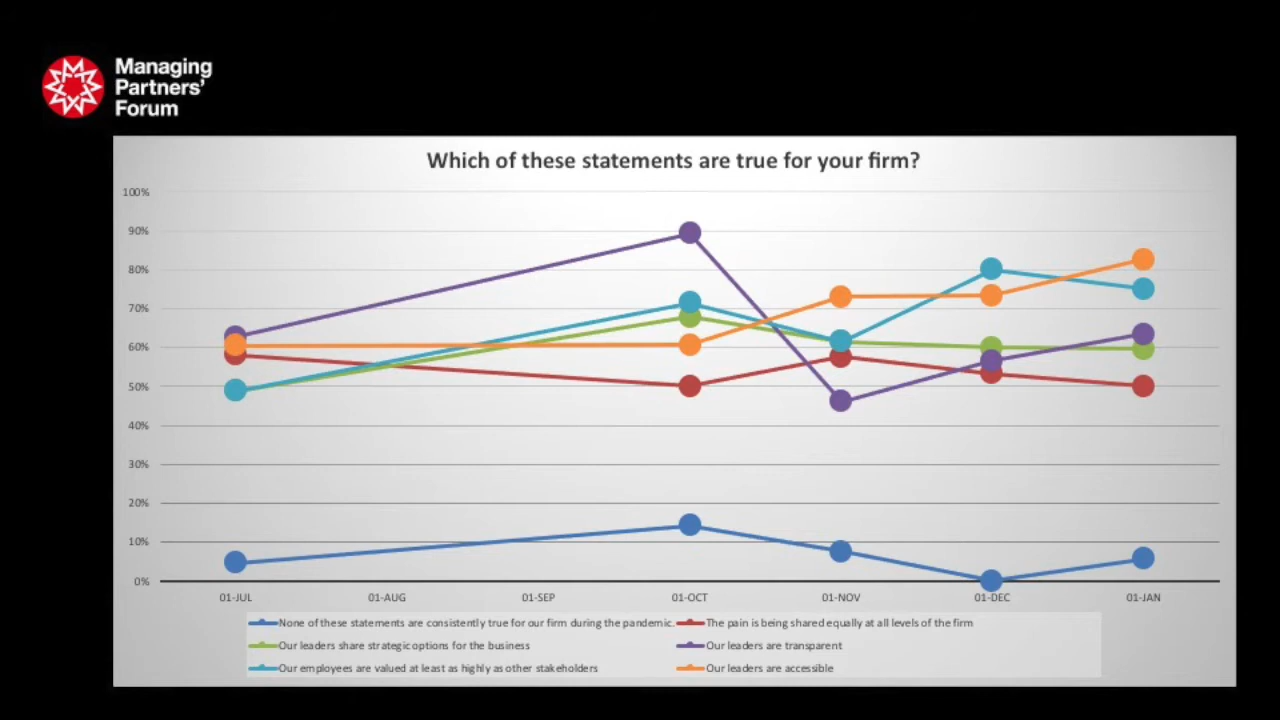 Managing
Partners'
Forum
Which of these statements are true for your firm?
100%
90%
80%
70%
60%
50%
40%
30%
20%
10%
0%
01-JUL 01-AUG 01-SEP 01-OCT 01-NOV 01-DEC 01-JAN
None of these statements are consistently true for our firm during the pandemic. The pain is being shared equally at all levels of the firm
Our leaders share strategic options for the business Our leaders are transparent
Our employees are valued at least as highly as other stakeholders Our leaders are accessible